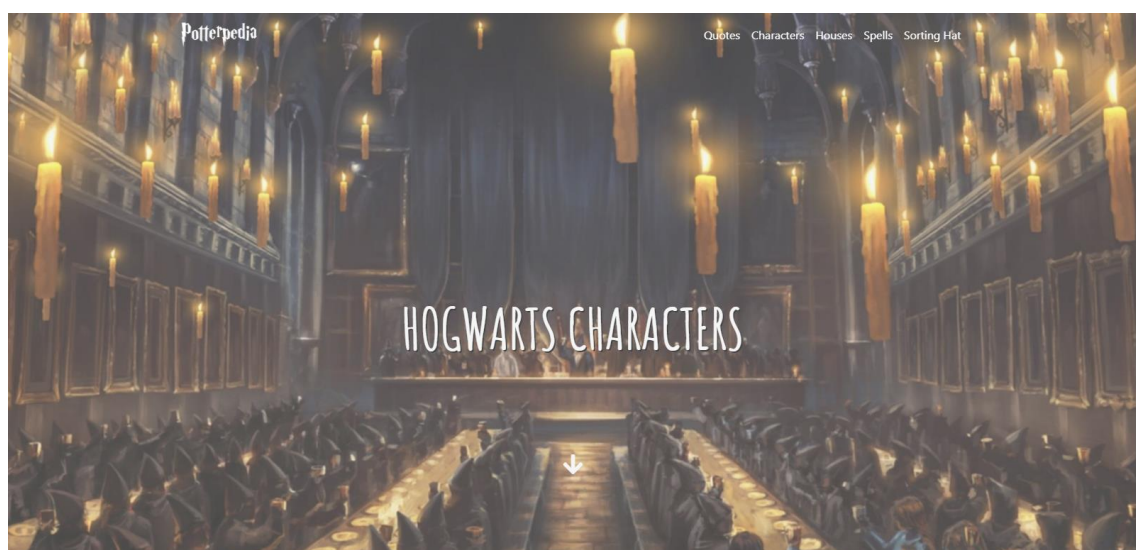 Potterpedia
Quotes Characters Houses Spells Sorting Hat
HOGWARTS CHARACTERS